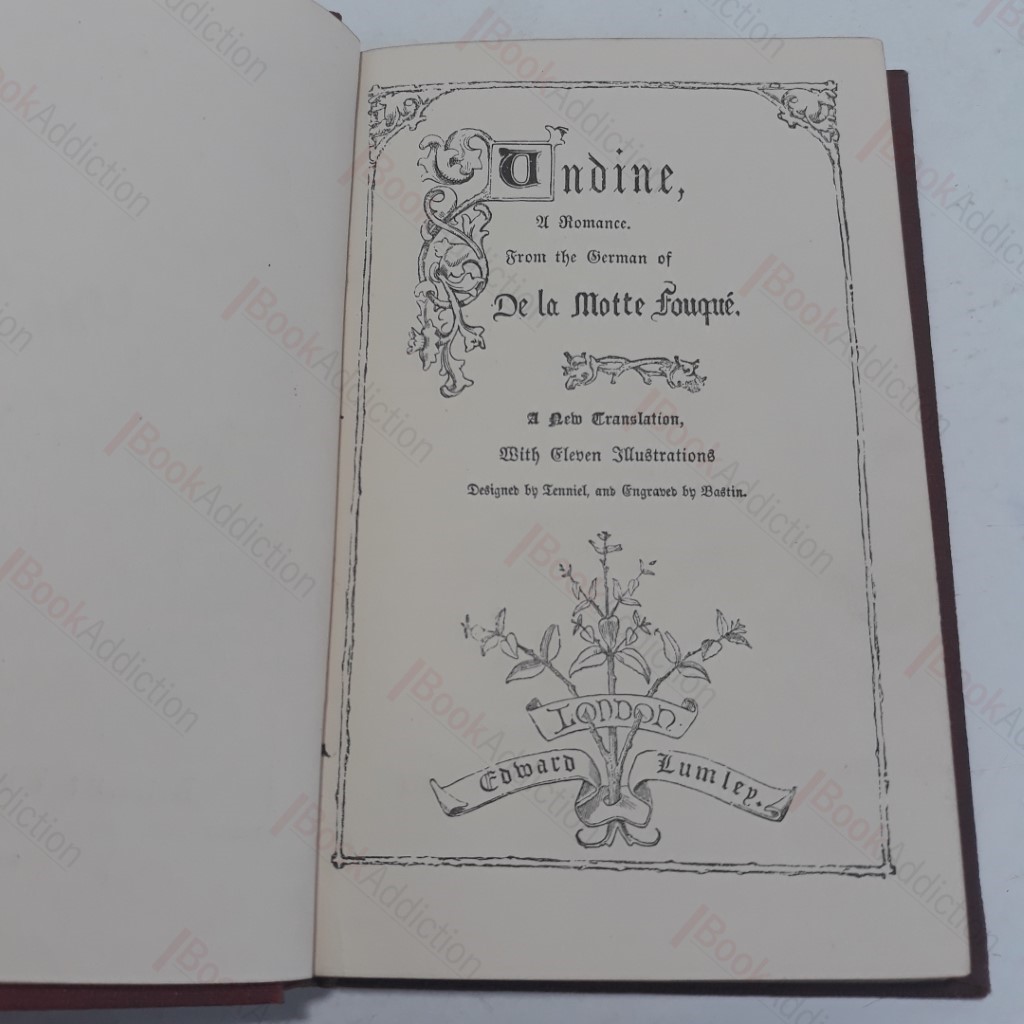 Undine,
A Romance.
From the German of
De la Motte Fouqué.
A New Translation,
With Eleven Illustrations
Designed by Tenniel, and Engraved by Bastin.
London.
Edward Lumley.
BookAddiction